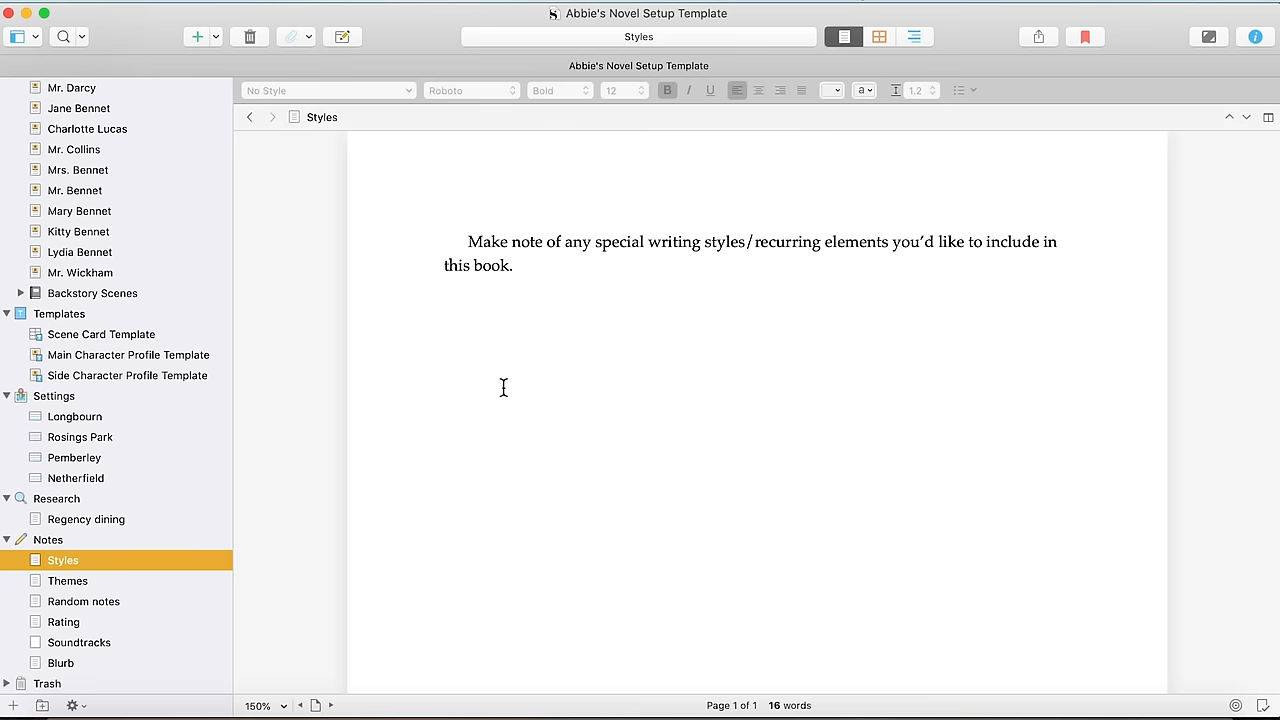 Abbie's Novel Setup Template
Styles
Abbie's Novel Setup Template
No Style
Roboto
Bold
12
B
I
U
a
1.2
Styles
Mr. Darcy
Jane Bennet
Charlotte Lucas
Mr. Collins
Mrs. Bennet
Mr. Bennet
Mary Bennet
Kitty Bennet
Lydia Bennet
Mr. Wickham
Backstory Scenes
Templates
Scene Card Template
Main Character Profile Template
Side Character Profile Template
Settings
Longbourn
Rosings Park
Pemberley
Netherfield
Research
Regency dining
Notes
Styles
Themes
Random notes
Rating
Soundtracks
Blurb
Trash
Make note of any special writing styles/recurring elements you’d like to include in
this book.
150%
Page 1 of 1
16 words